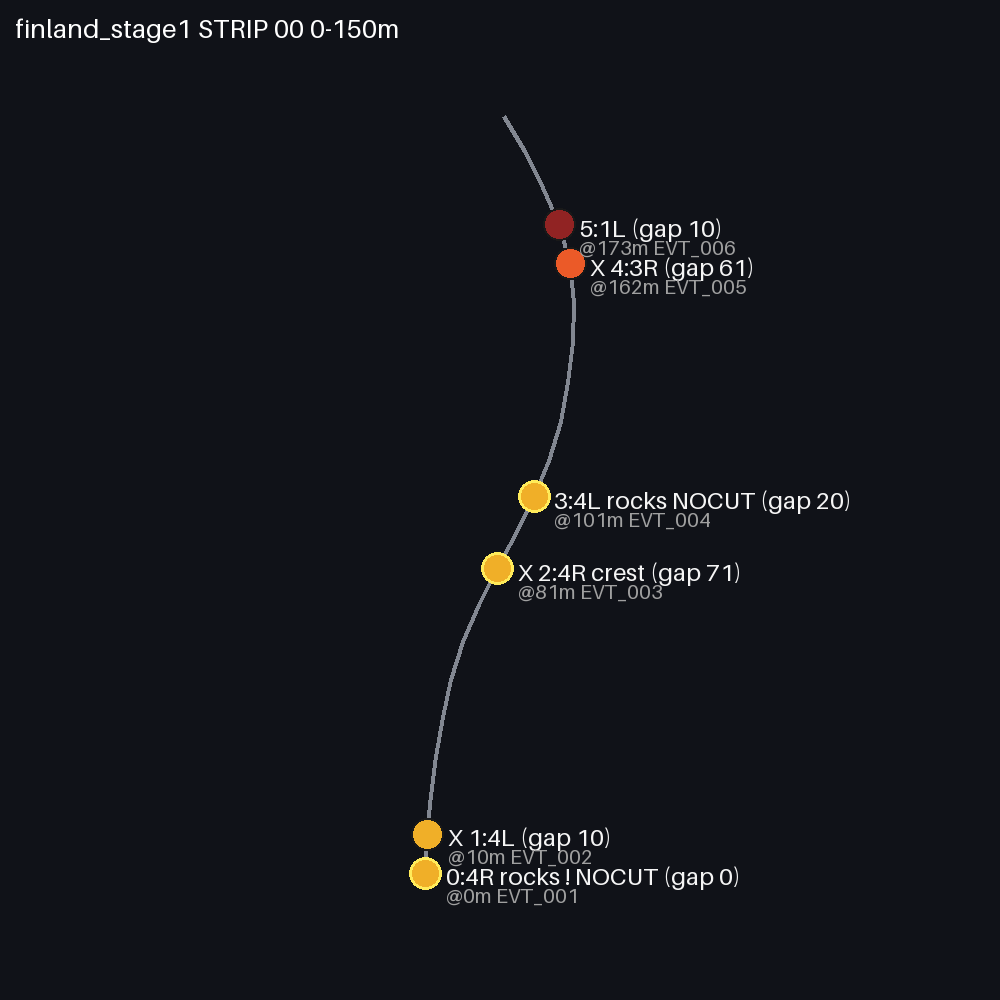 finland_stage1 STRIP 00 0-150m
5:1L (gap 10)
@173m EVT_006
X 4:3R (gap 61)
@162m EVT_005
3:4L rocks NOCUT (gap 20)
@101m EVT_004
X 2:4R crest (gap 71)
@81m EVT_003
X 1:4L (gap 10)
@10m EVT_002
0:4R rocks ! NOCUT (gap 0)
@0m EVT_001